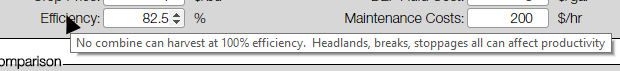 Efficiency: 82.5 % Maintenance Costs: 200 $/hr
No combine can harvest at 100% efficiency. Headlands, breaks, stoppages all can affect productivity
omparison